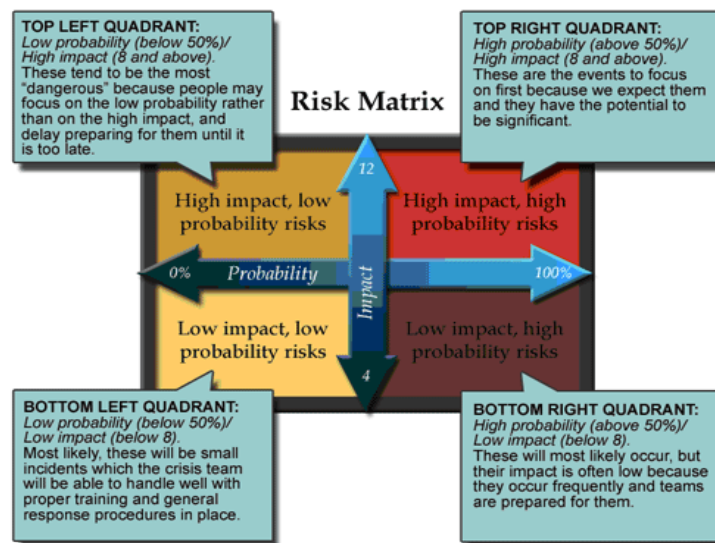 TOP LEFT QUADRANT:
Low probability (below 50%)/
High impact (8 and above).
These tend to be the most
“dangerous” because people may
focus on the low probability rather
than on the high impact, and
delay preparing for them until it
is too late.
TOP RIGHT QUADRANT:
High probability (above 50%)/
High impact (8 and above).
These are the events to focus
on first because we expect them
and they have the potential to
be significant.
Risk Matrix
12
High impact, low
probability risks
High impact, high
probability risks
0%
Probability
Impact
100%
Low impact, low
probability risks
Low impact, high
probability risks
4
BOTTOM LEFT QUADRANT:
Low probability (below 50%)/
Low impact (below 8).
Most likely, these will be small
incidents which the crisis team
will be able to handle well with
proper training and general
response procedures in place.
BOTTOM RIGHT QUADRANT:
High probability (above 50%)/
Low impact (below 8).
These will most likely occur, but
their impact is often low because
they occur frequently and teams
are prepared for them.